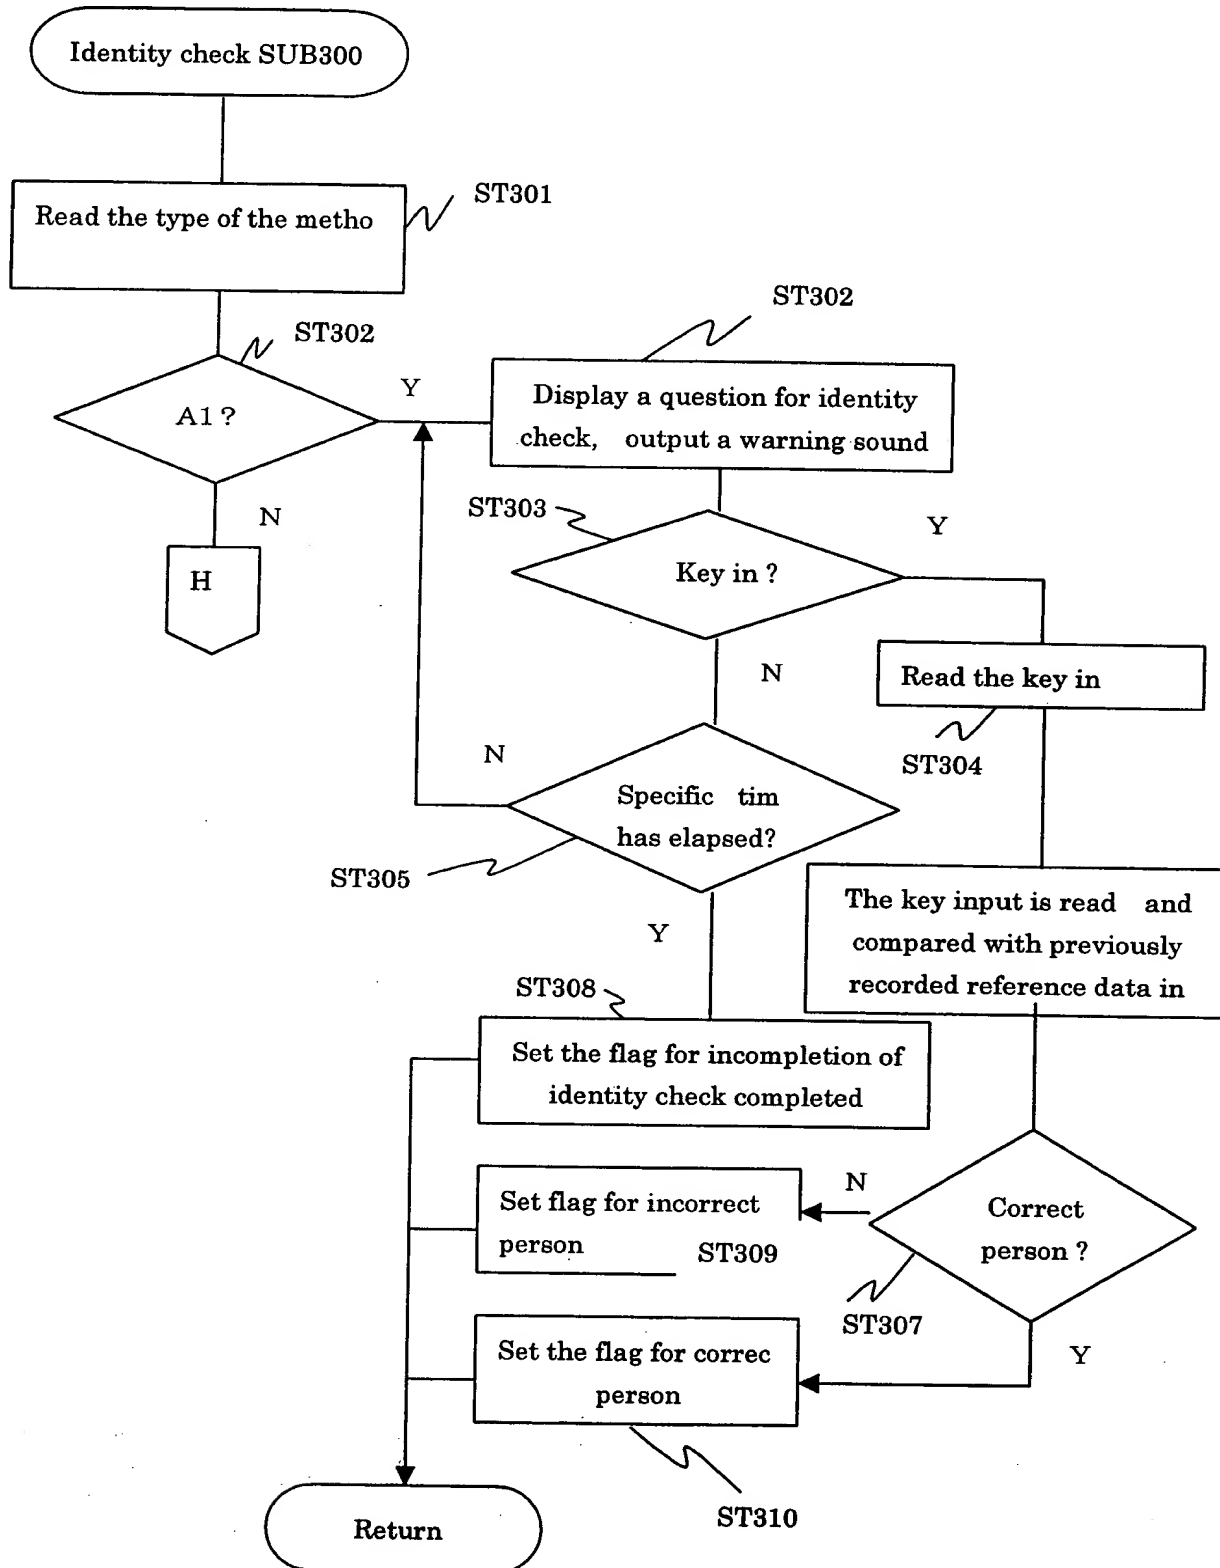 Identity check SUB300
ST301
Read the type of the metho
ST302
ST302
A1 ?
Y
Display a question for identity
check, output a warning sound
N
H
ST303
Y
Key in ?
N
Read the key in
ST304
N
Specific tim
has elapsed?
ST305
Y
The key input is read and
compared with previously
recorded reference data in
ST308
Set the flag for incompletion of
identity check completed
N
Set flag for incorrect
person
ST309
Correct
person ?
ST307
Y
Set the flag for correc
person
ST310
Return